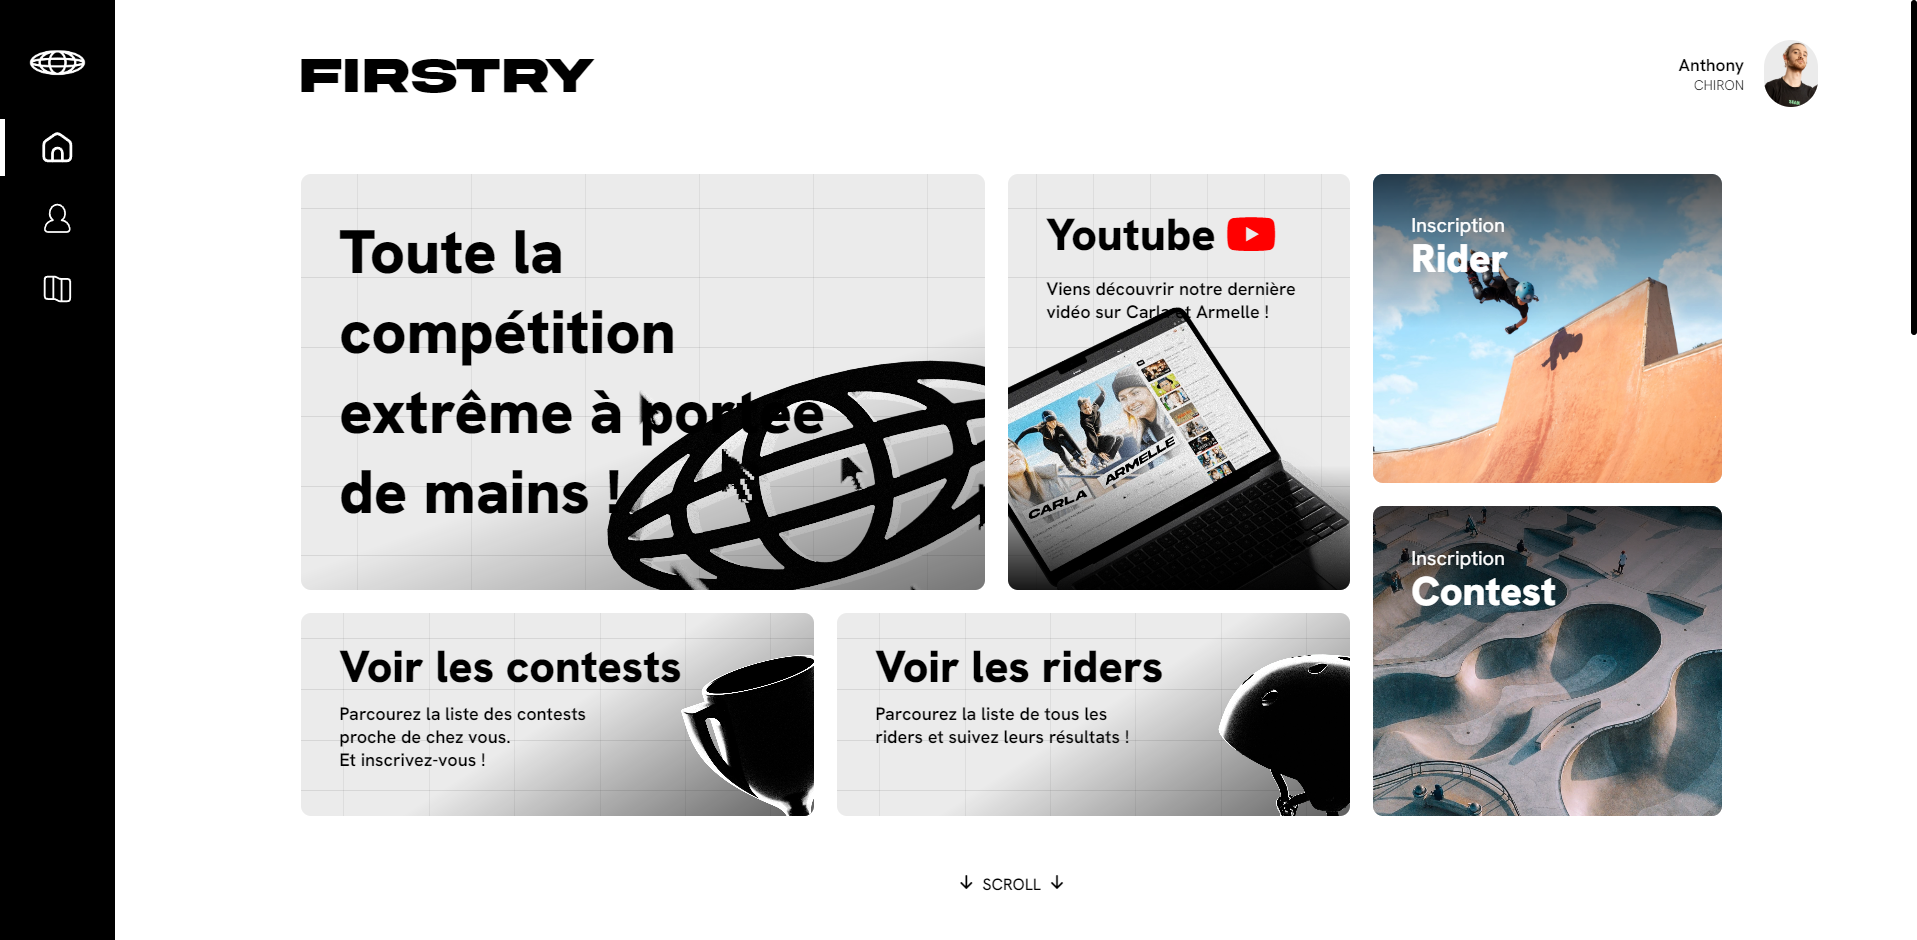 FIRSTRY
Anthony
CHIRON
Toute la
compétition
extrême à portée
de mains !
Youtube
Viens découvrir notre dernière
vidéo sur Carla et Armelle !
CARLA ARMELLE
Inscription
Rider
Inscription
Contest
Voir les contests
Parcourez la liste des contests
proche de chez vous.
Et inscrivez-vous !
Voir les riders
Parcourez la liste de tous les
riders et suivez leurs résultats !
SCROLL